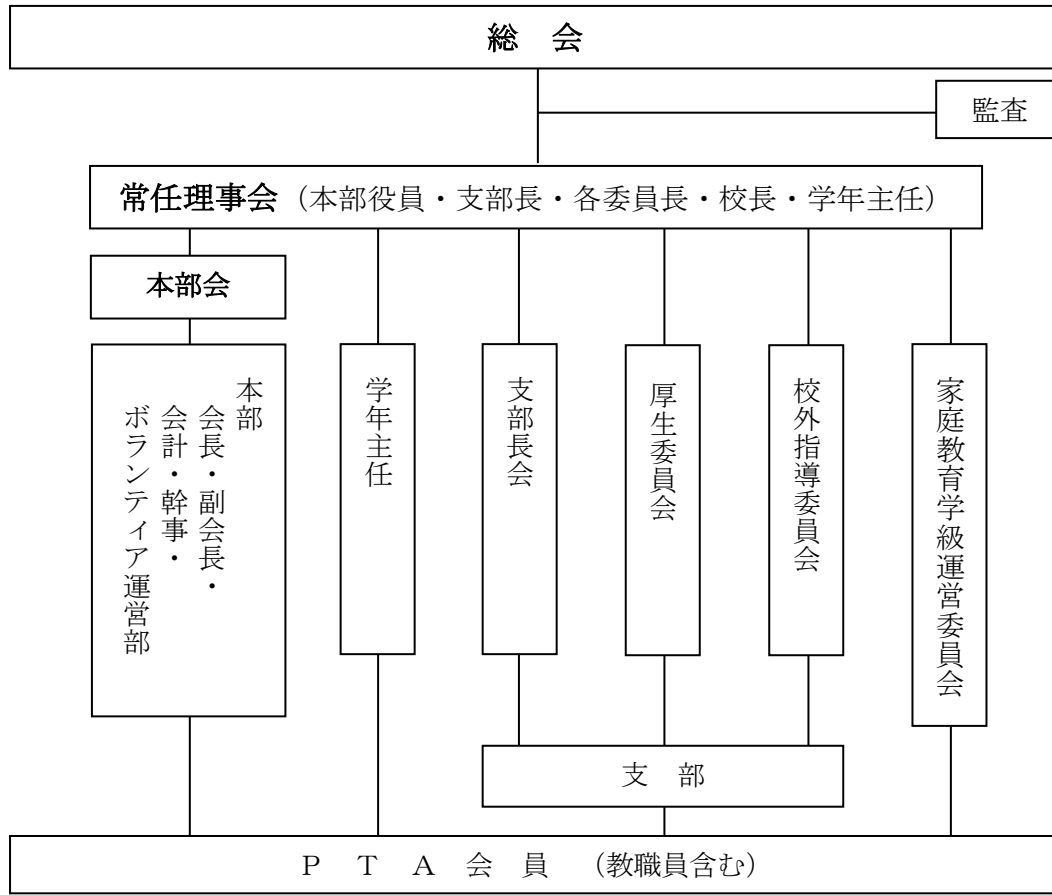 総　会
監査
常任理事会（本部役員・支部長・各委員長・校長・学年主任）
本部会
本部
会長・副会長・
会計・幹事・
ボランティア運営部
学年主任
支部長会
厚生委員会
校外指導委員会
家庭教育学級運営委員会
支　部
Ｐ　Ｔ　Ａ　会　員　（教職員含む）